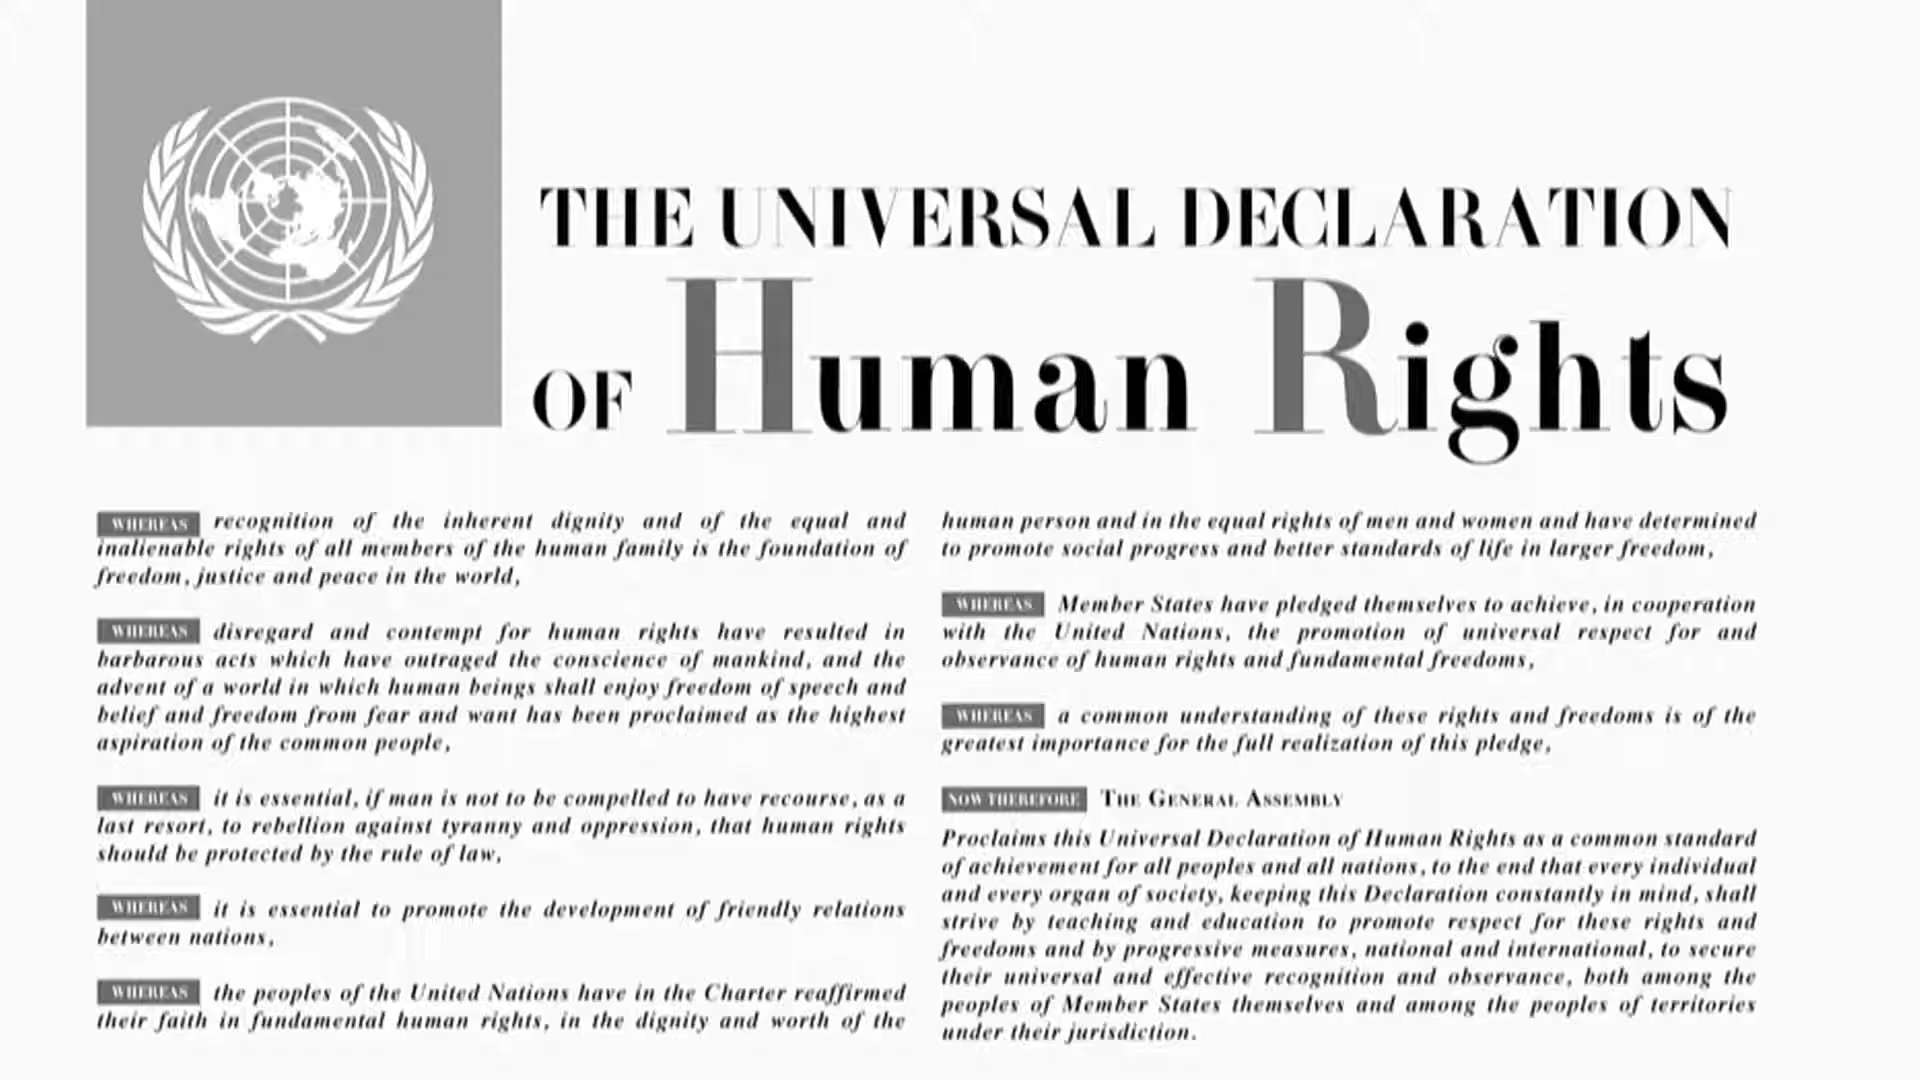 THE UNIVERSAL DECLARATION
OF Human Rights
WHEREAS recognition of the inherent dignity and of the equal and
inalienable rights of all members of the human family is the foundation of
freedom, justice and peace in the world,
WHEREAS disregard and contempt for human rights have resulted in
barbarous acts which have outraged the conscience of mankind, and the
advent of a world in which human beings shall enjoy freedom of speech and
belief and freedom from fear and want has been proclaimed as the highest
aspiration of the common people,
WHEREAS it is essential, if man is not to be compelled to have recourse, as a
last resort, to rebellion against tyranny and oppression, that human rights
should be protected by the rule of law,
WHEREAS it is essential to promote the development of friendly relations
between nations,
WHEREAS the peoples of the United Nations have in the Charter reaffirmed
their faith in fundamental human rights, in the dignity and worth of the
human person and in the equal rights of men and women and have determined
to promote social progress and better standards of life in larger freedom,
WHEREAS Member States have pledged themselves to achieve, in cooperation
with the United Nations, the promotion of universal respect for and
observance of human rights and fundamental freedoms,
WHEREAS a common understanding of these rights and freedoms is of the
greatest importance for the full realization of this pledge,
NOW THEREFORE THE GENERAL ASSEMBLY
Proclaims this Universal Declaration of Human Rights as a common standard
of achievement for all peoples and all nations, to the end that every individual
and every organ of society, keeping this Declaration constantly in mind, shall
strive by teaching and education to promote respect for these rights and
freedoms and by progressive measures, national and international, to secure
their universal and effective recognition and observance, both among the
peoples of Member States themselves and among the peoples of territories
under their jurisdiction.